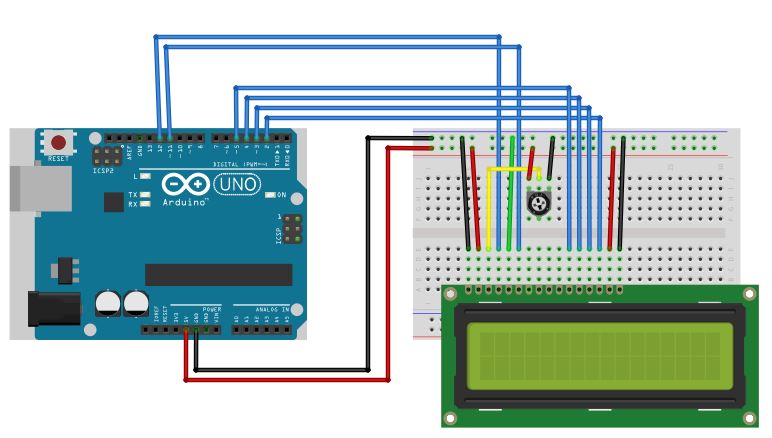 AREF
GND
13
12
~11
~10
~9
8
7
~6
~5
4
~3
2
TX→1
RX←0
RESET
ICSP2
DIGITAL (PWM=~)
L
TX
RX
UNO
ON
Arduino™
1
ICSP
POWER
ANALOG IN
IOREF
RESET
3V3
5V
GND
GND
VIN
A0
A1
A2
A3
A4
A5